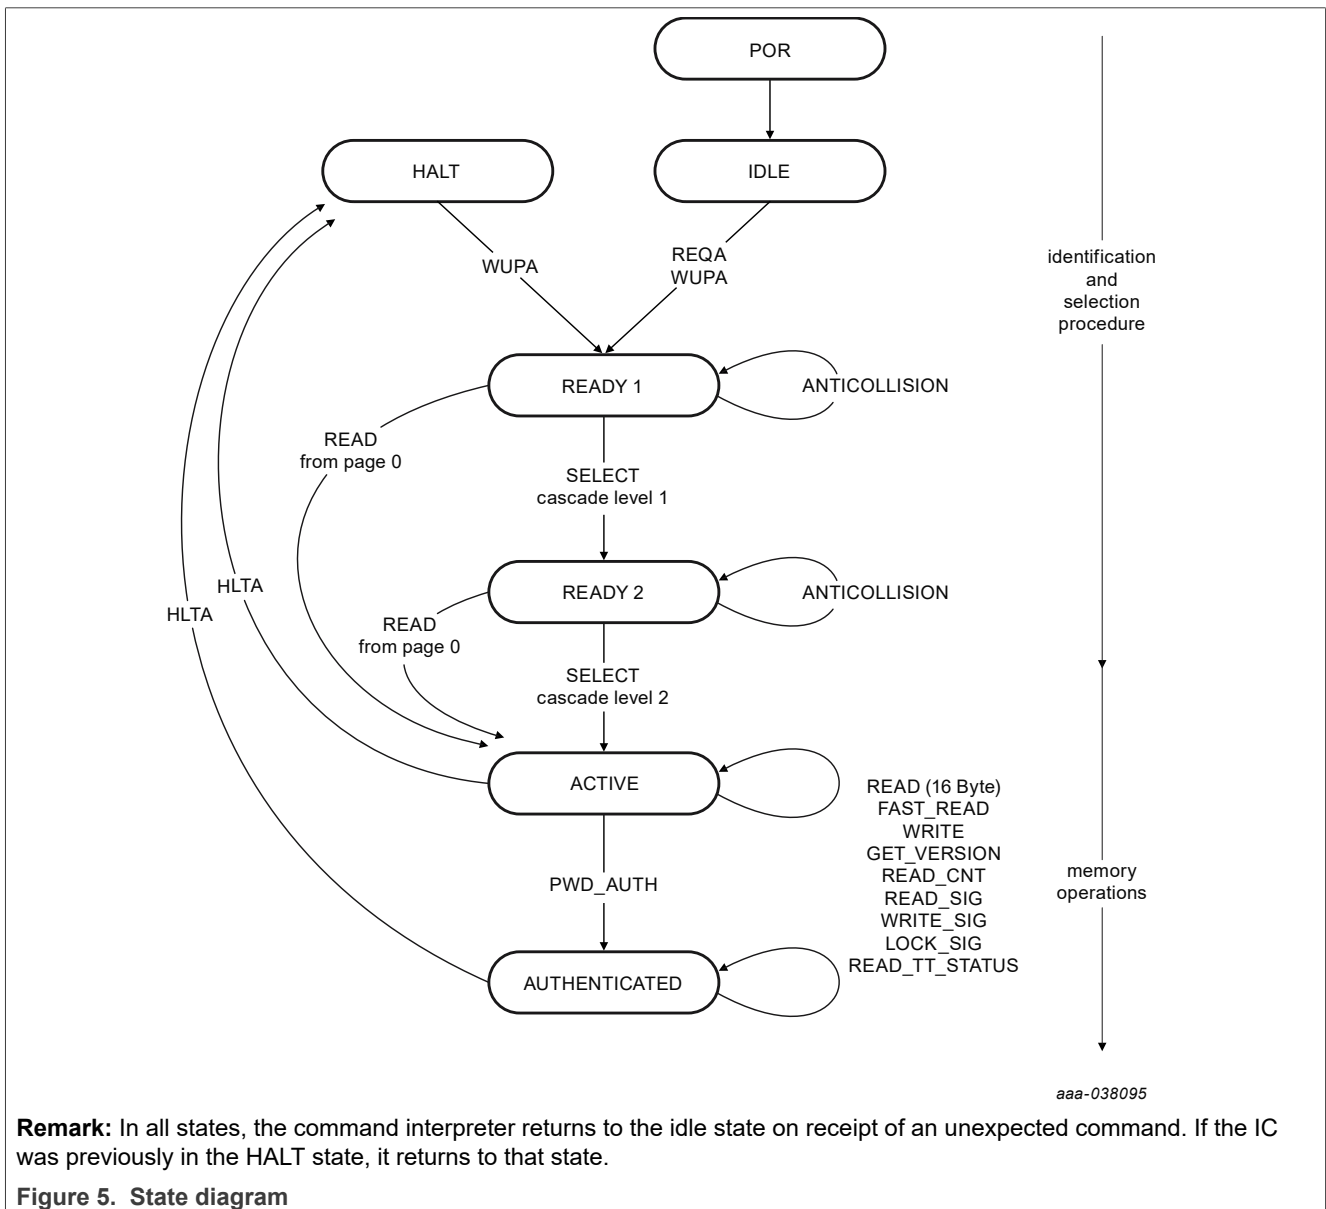 POR
HALT
IDLE
WUPA
REQA
WUPA
identification
and
selection
procedure
READY 1
ANTICOLLISION
READ
from page 0
SELECT
cascade level 1
HLTA
HLTA
READY 2
ANTICOLLISION
READ
from page 0
SELECT
cascade level 2
ACTIVE
READ (16 Byte)
FAST_READ
WRITE
GET_VERSION
READ_CNT
READ_SIG
WRITE_SIG
LOCK_SIG
READ_TT_STATUS
memory
operations
PWD_AUTH
AUTHENTICATED
aaa-038095
Remark: In all states, the command interpreter returns to the idle state on receipt of an unexpected command. If the IC
was previously in the HALT state, it returns to that state.
Figure 5. State diagram